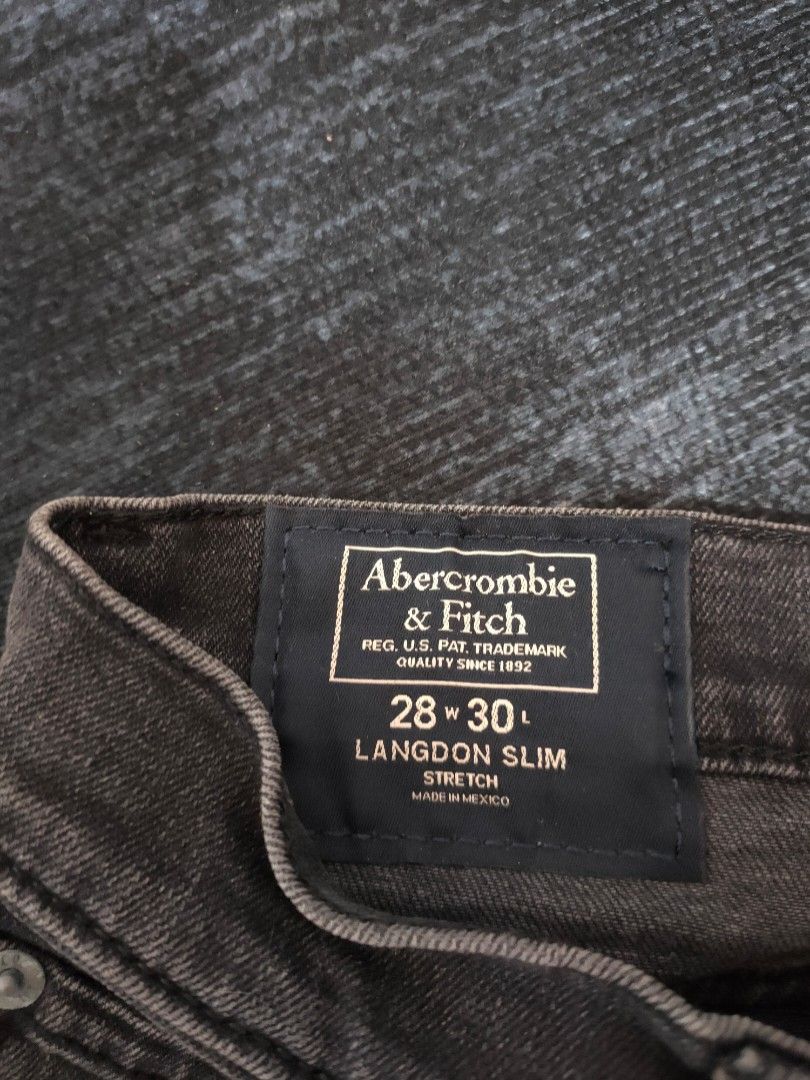 Abercrombie
& Fitch
REG. U.S. PAT. TRADEMARK
QUALITY SINCE 1892
28 W 30 L
LANGDON SLIM
STRETCH
MADE IN MEXICO